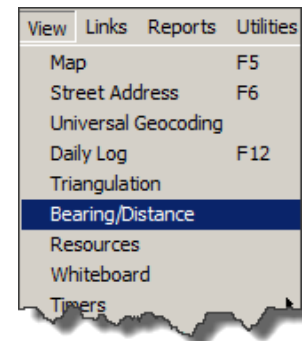 View Links Reports Utilities
Map F5
Street Address F6
Universal Geocoding
Daily Log F12
Triangulation
Bearing/Distance
Resources
Whiteboard
Timers